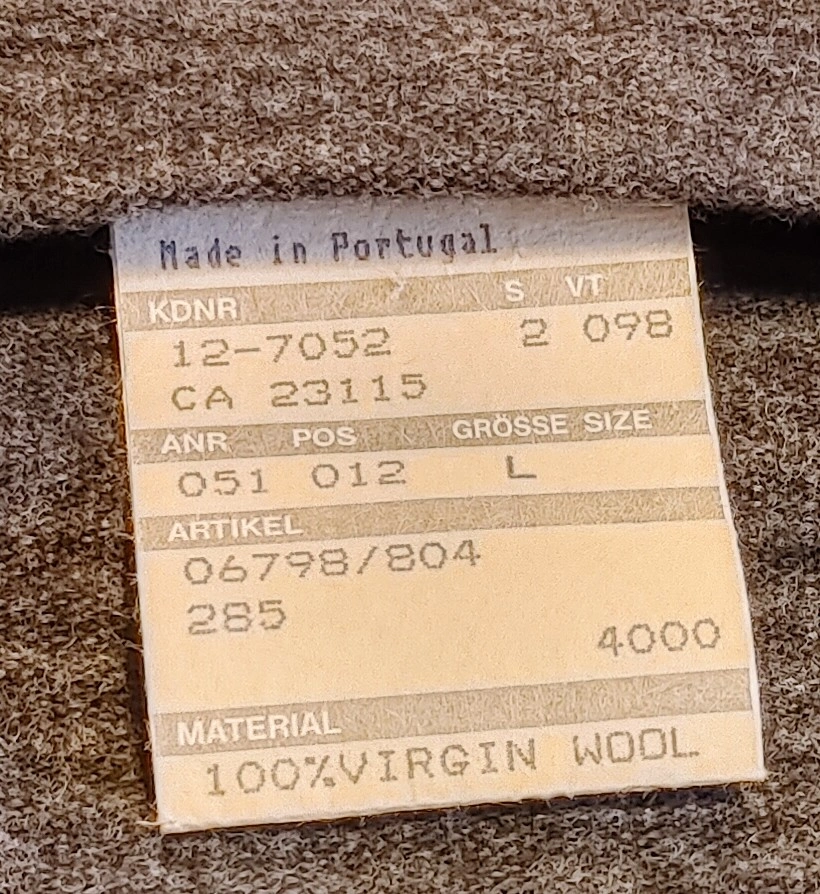 Made in Portugal
KDNR S VT
12-7052 2 098
CA 23115
ANR POS GRÖSSE SIZE
051 012 L
ARTIKEL
06798/804
285
4000
MATERIAL
100%VIRGIN WOOL